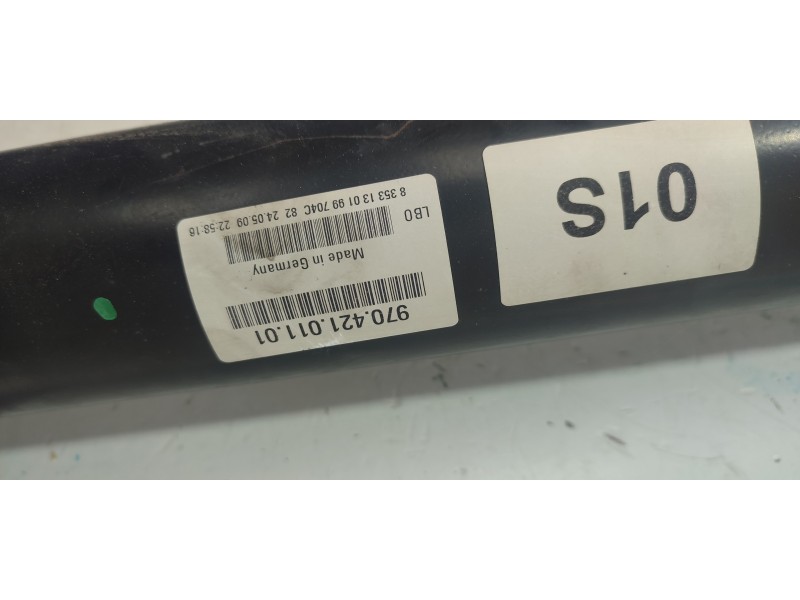 01S
970.421.011.01
Made in Germany
LBO
8 353 13 01 99 704C 82 24.05.09 22:58:18